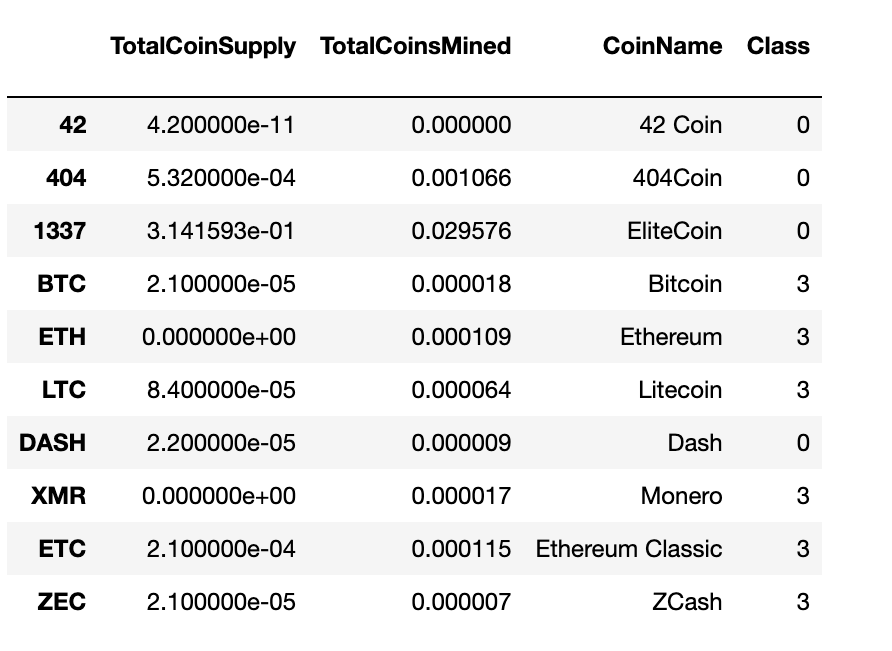 TotalCoinSupply TotalCoinsMined CoinName Class
42 4.200000e-11 0.000000 42 Coin 0
404 5.320000e-04 0.001066 404Coin 0
1337 3.141593e-01 0.029576 EliteCoin 0
BTC 2.100000e-05 0.000018 Bitcoin 3
ETH 0.000000e+00 0.000109 Ethereum 3
LTC 8.400000e-05 0.000064 Litecoin 3
DASH 2.200000e-05 0.000009 Dash 0
XMR 0.000000e+00 0.000017 Monero 3
ETC 2.100000e-04 0.000115 Ethereum Classic 3
ZEC 2.100000e-05 0.000007 ZCash 3